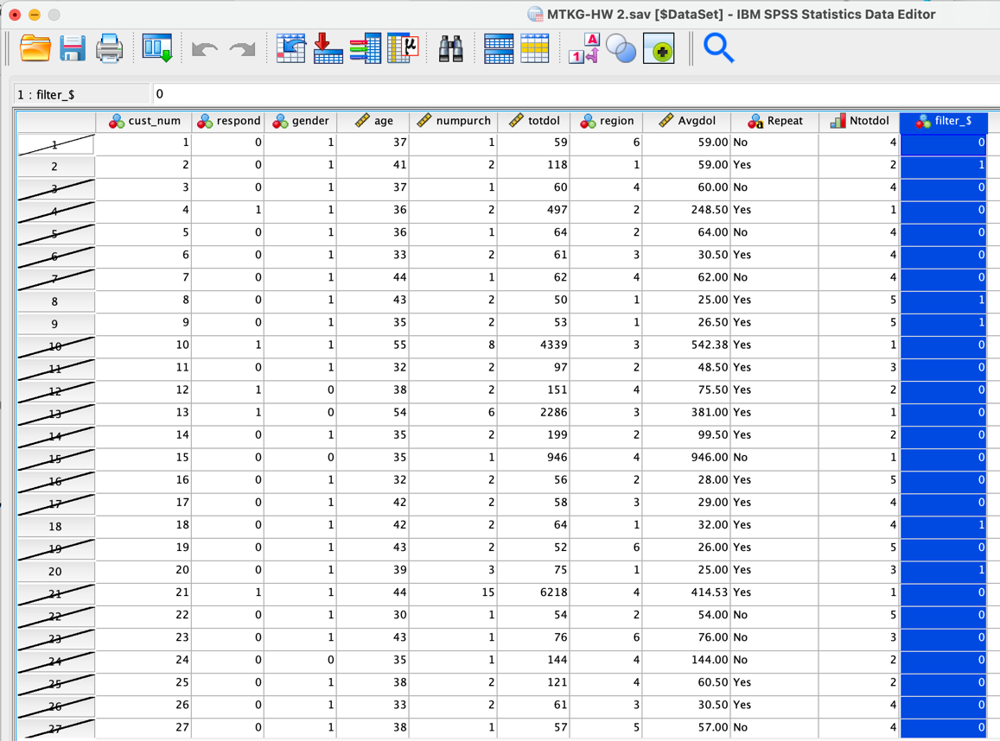 MTKG-HW 2.sav [$DataSet] - IBM SPSS Statistics Data Editor
μ A 1
1 : filter_$ 0
cust_num respond gender age numpurch totdol region Avgdol Repeat Ntotdol filter_$
1 1 0 1 37 1 59 6 59.00 No 4 0
2 2 0 1 41 2 118 1 59.00 Yes 2 1
3 3 0 1 37 1 60 4 60.00 No 4 0
4 4 1 1 36 2 497 2 248.50 Yes 1 0
5 5 0 1 36 1 64 2 64.00 No 4 0
6 6 0 1 33 2 61 3 30.50 Yes 4 0
7 7 0 1 44 1 62 4 62.00 No 4 0
8 8 0 1 43 2 50 1 25.00 Yes 5 1
9 9 0 1 35 2 53 1 26.50 Yes 5 1
10 10 1 1 55 8 4339 3 542.38 Yes 1 0
11 11 0 1 32 2 97 2 48.50 Yes 3 0
12 12 1 0 38 2 151 4 75.50 Yes 2 0
13 13 1 0 54 6 2286 3 381.00 Yes 1 0
14 14 0 1 35 2 199 2 99.50 Yes 2 0
15 15 0 0 35 1 946 4 946.00 No 1 0
16 16 0 1 32 2 56 2 28.00 Yes 5 0
17 17 0 1 42 2 58 3 29.00 Yes 4 0
18 18 0 1 42 2 64 1 32.00 Yes 4 1
19 19 0 1 43 2 52 6 26.00 Yes 5 0
20 20 0 1 39 3 75 1 25.00 Yes 3 1
21 21 1 1 44 15 6218 4 414.53 Yes 1 0
22 22 0 1 30 1 54 2 54.00 No 5 0
23 23 0 1 43 1 76 6 76.00 No 3 0
24 24 0 0 35 1 144 4 144.00 No 2 0
25 25 0 1 38 2 121 4 60.50 Yes 2 0
26 26 0 1 33 2 61 3 30.50 Yes 4 0
27 27 0 1 38 1 57 5 57.00 No 4 0